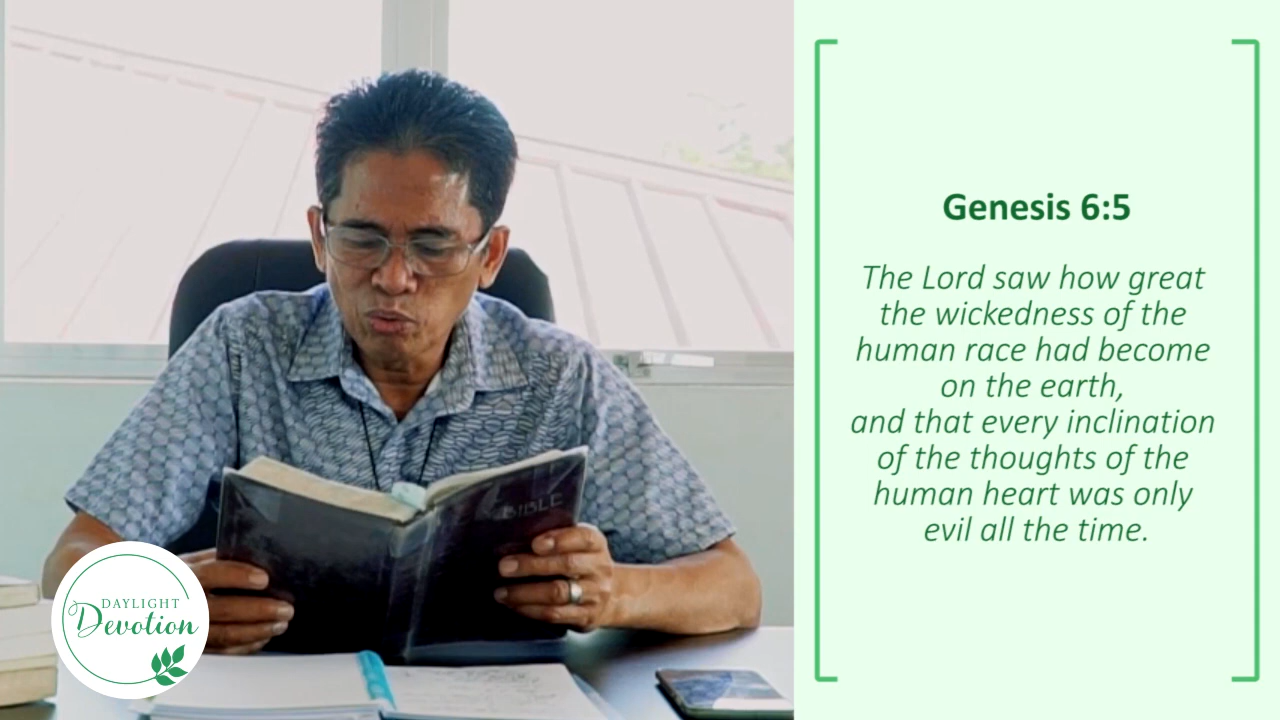 BIBLE
DAYLIGHT
Devotion
Genesis 6:5
The Lord saw how great
the wickedness of the
human race had become
on the earth,
and that every inclination
of the thoughts of the
human heart was only
evil all the time.